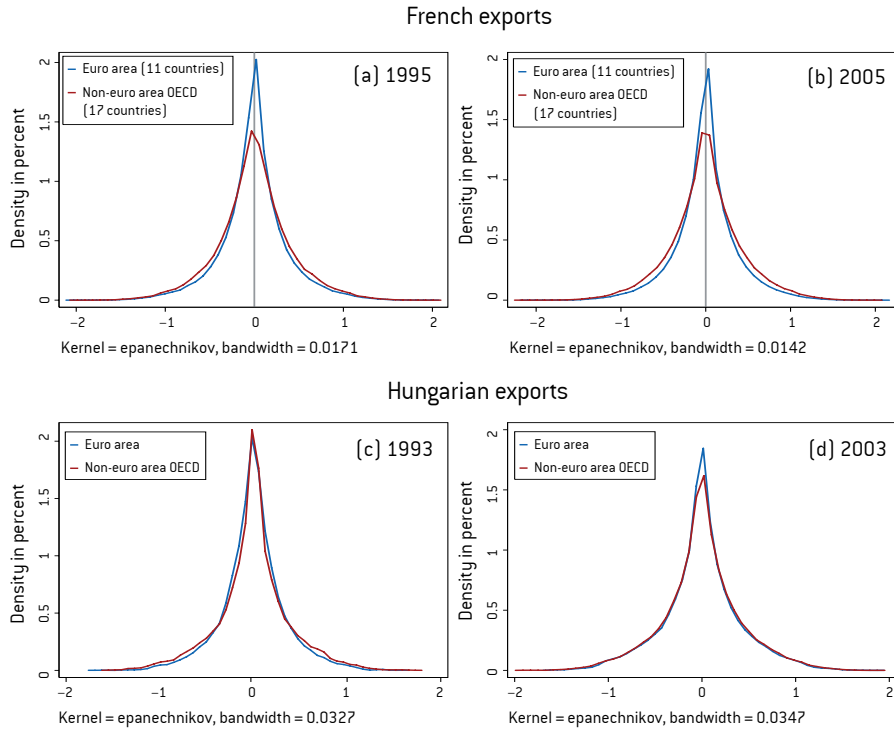 French exports
Euro area (11 countries)
Non-euro area OECD
(17 countries)
(a) 1995
Density in percent
2
1.5
1
0.5
0
−2
−1
0
1
2
Kernel = epanechnikov, bandwidth = 0.0171
Euro area (11 countries)
Non-euro area OECD
(17 countries)
(b) 2005
Density in percent
2
1.5
1
0.5
0
−2
−1
0
1
2
Kernel = epanechnikov, bandwidth = 0.0142
Hungarian exports
Euro area
Non-euro area OECD
(c) 1993
Density in percent
2
1.5
1
0.5
0
−2
−1
0
1
2
Kernel = epanechnikov, bandwidth = 0.0327
Euro area
Non-euro area OECD
(d) 2003
Density in percent
2
1.5
1
0.5
0
−2
−1
0
1
2
Kernel = epanechnikov, bandwidth = 0.0347